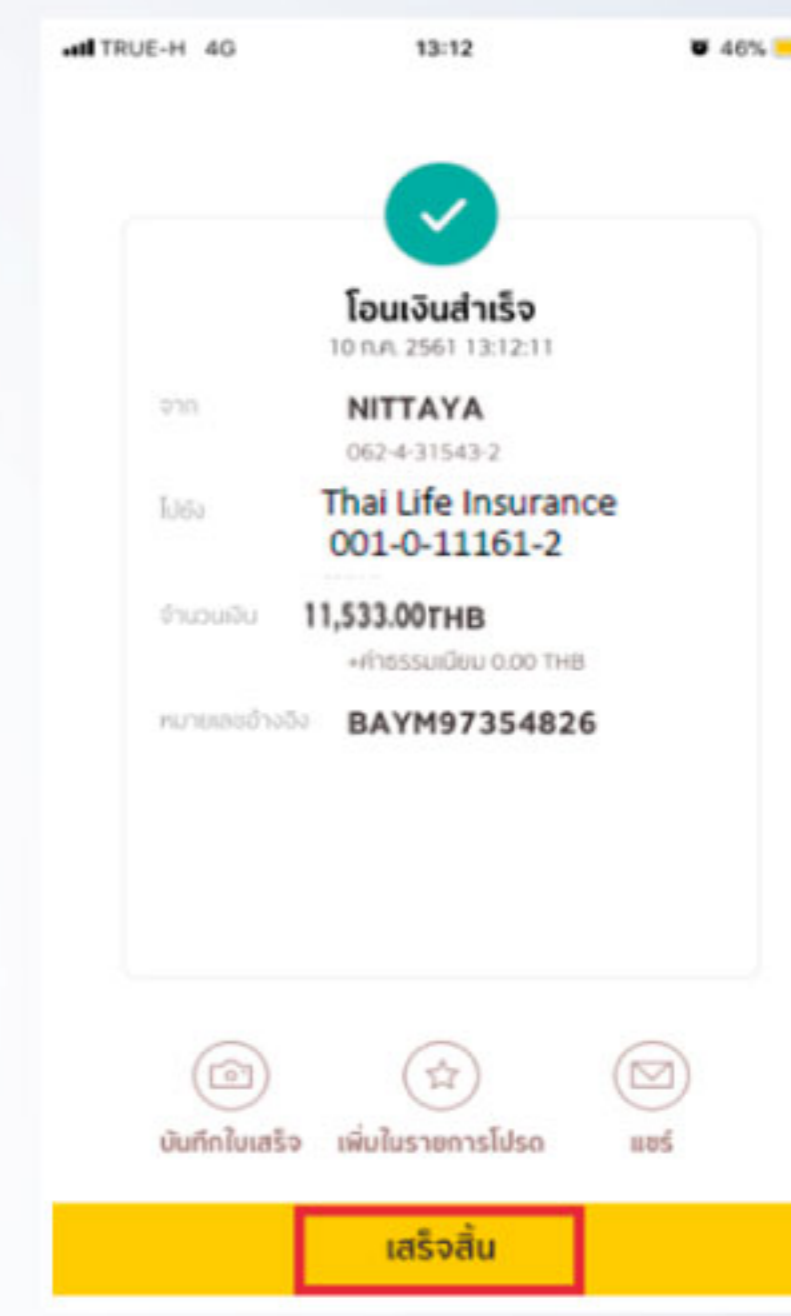 TRUE-H 4G 13:12 46%
โอนเงินสำเร็จ
10 ก.ค. 2561 13:12:11
จาก NITTAYA
062-4-31543-2
ไปยัง Thai Life Insurance
001-0-11161-2
จำนวนเงิน 11,533.00THB
+ค่าธรรมเนียม 0.00 THB
หมายเลขอ้างอิง BAYM97354826
บันทึกใบเสร็จ เพิ่มในรายการโปรด แชร์
เสร็จสิ้น